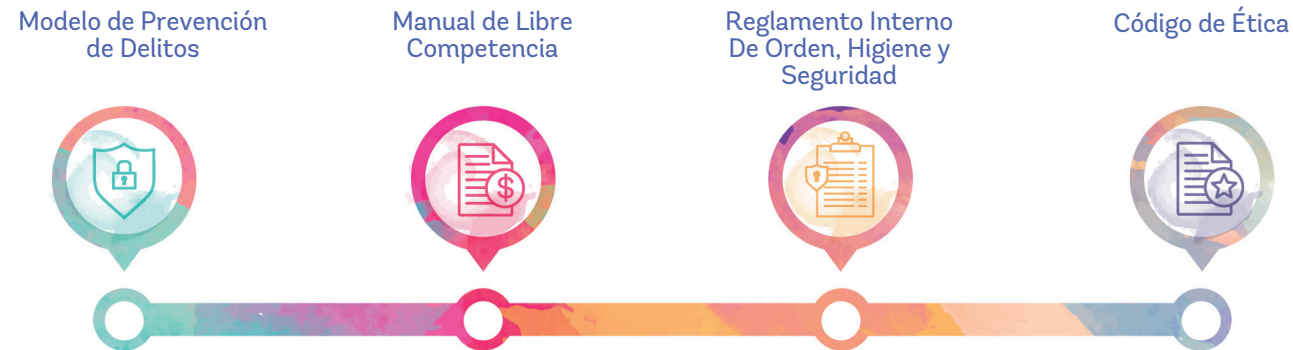 Modelo de Prevención
de Delitos
Manual de Libre
Competencia
Reglamento Interno
De Orden, Higiene y
Seguridad
Código de Ética
$